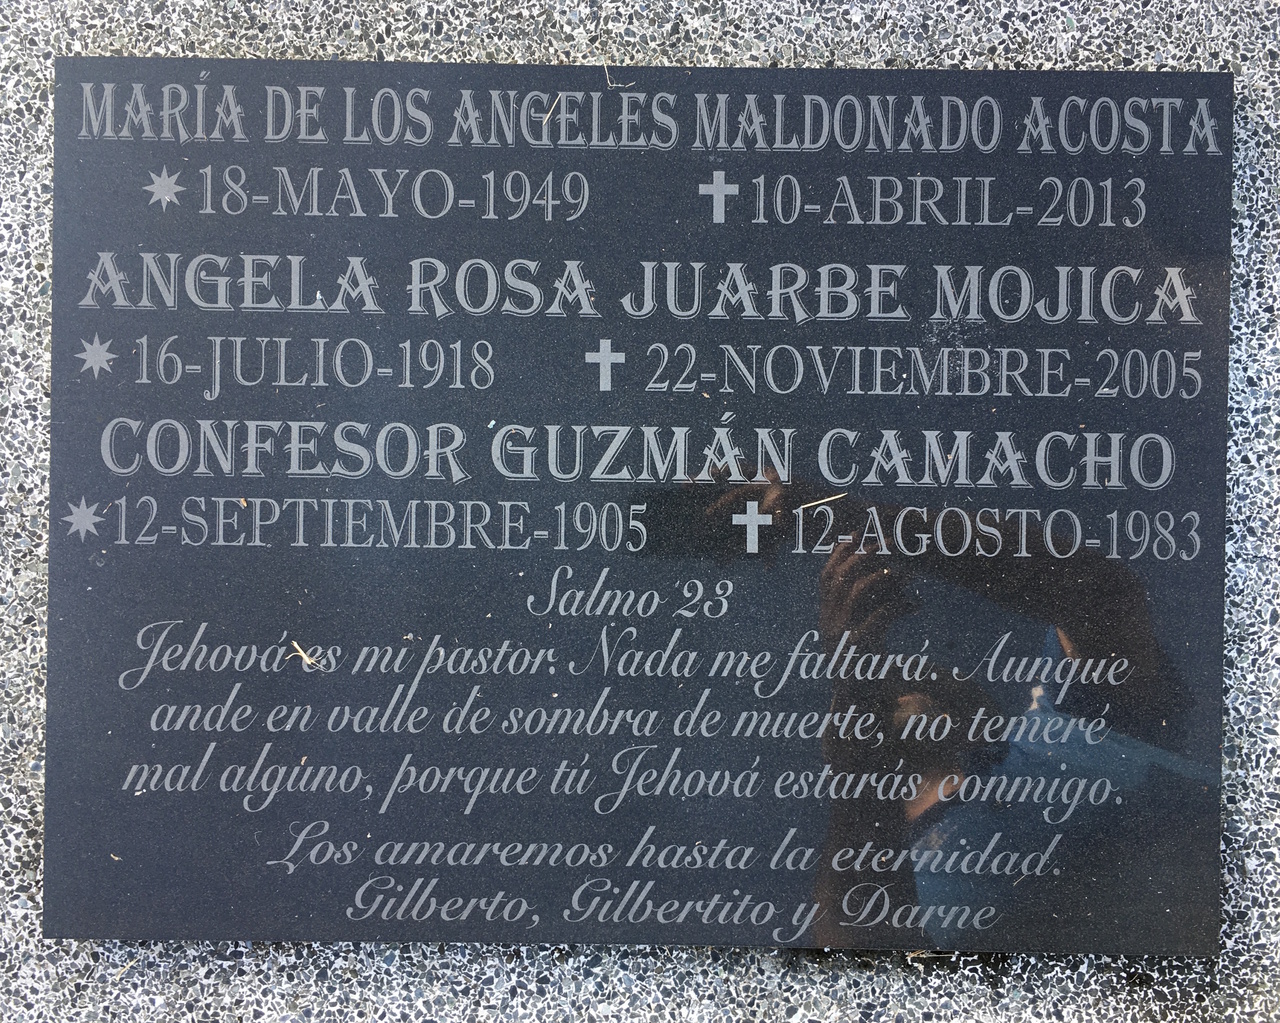 MARÍA DE LOS ANGELES MALDONADO ACOSTA
18-MAYO-1949 10-ABRIL-2013
ANGELA ROSA JUARBE MOJICA
16-JULIO-1918 22-NOVIEMBRE-2005
CONFESOR GUZMÁN CAMACHO
12-SEPTIEMBRE-1905 12-AGOSTO-1983
Salmo 23
Jehová es mi pastor. Nada me faltará. Aunque
ande en valle de sombra de muerte, no temeré
mal alguno, porque tú Jehová estarás conmigo.
Los amaremos hasta la eternidad.
Gilberto, Gilbertito y Darne